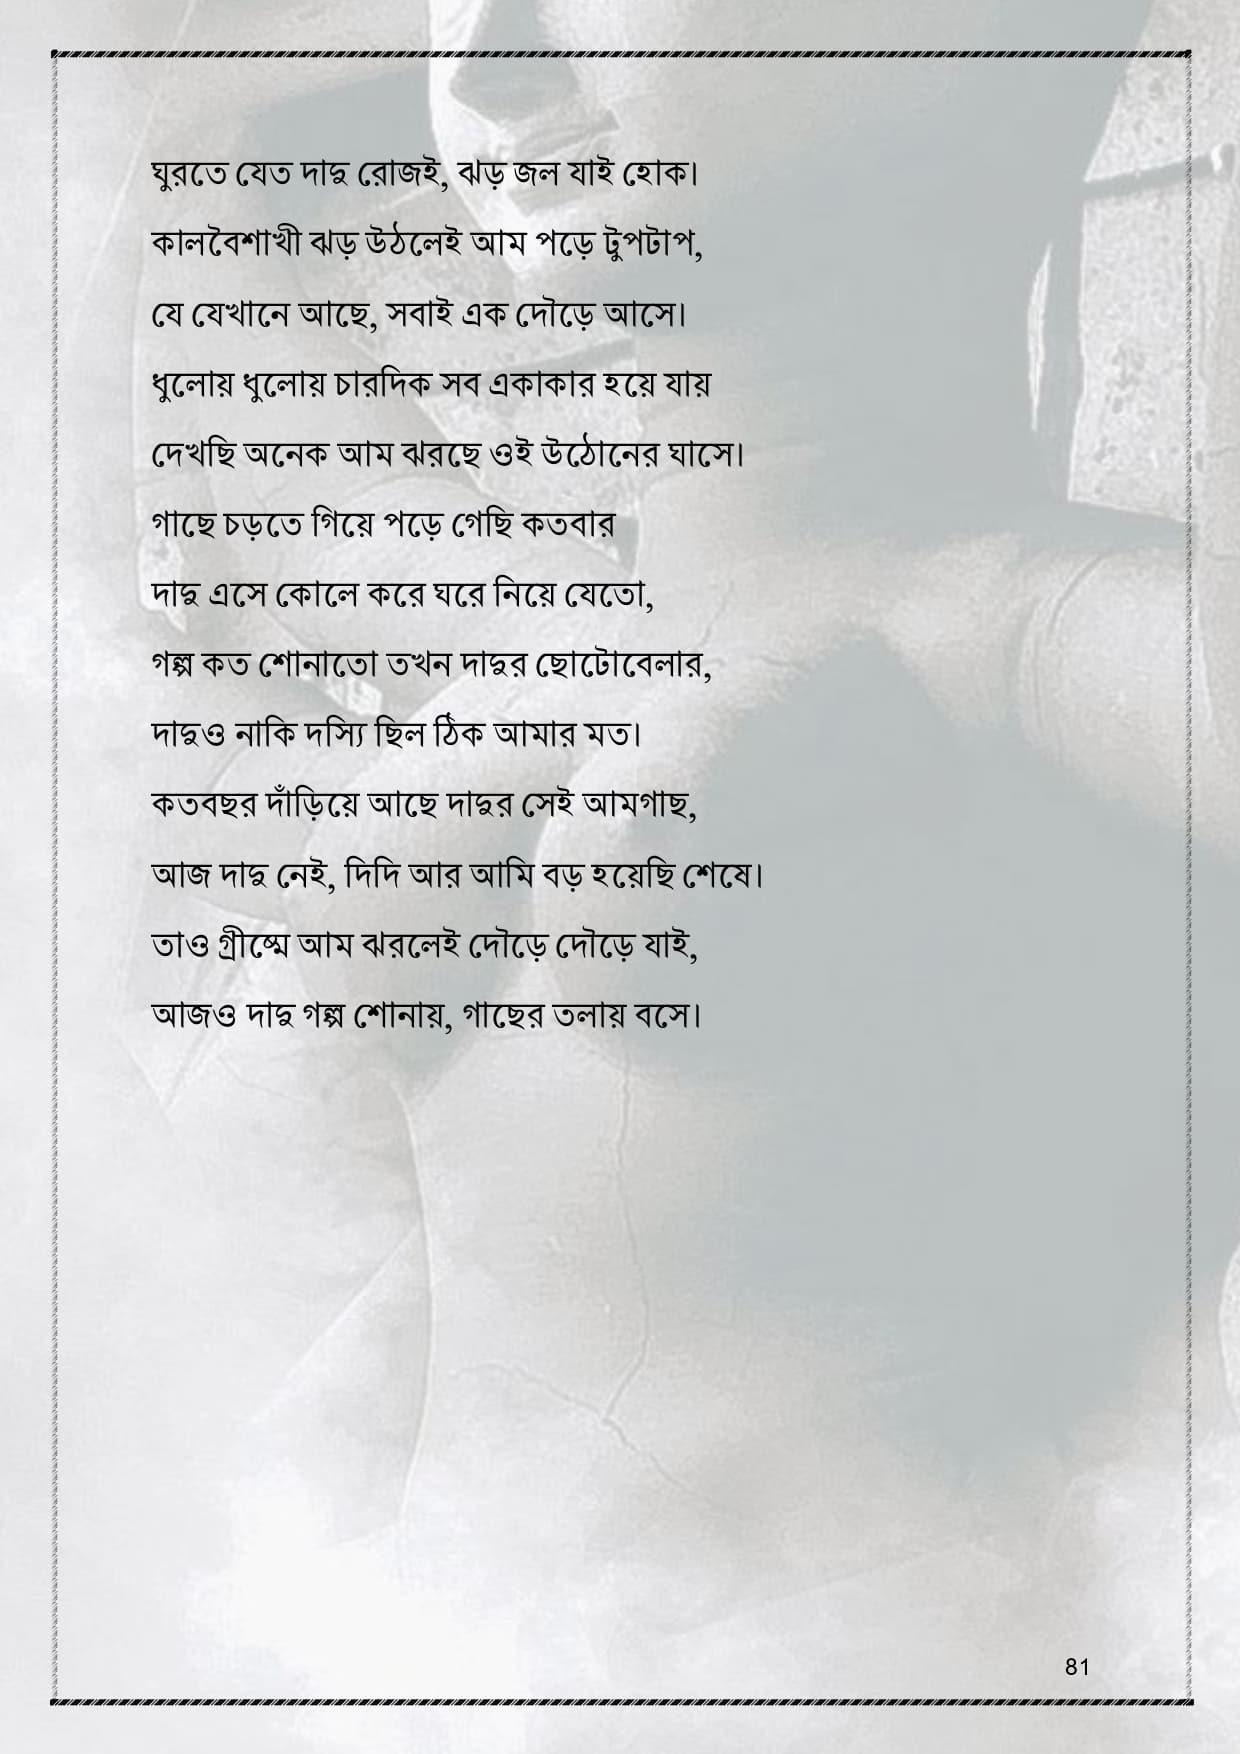 ঘুরতে যেত দাদু রোজই, ঝড় জল যাই হোক।
কালবৈশাখী ঝড় উঠলেই আম পড়ে টুপটাপ,
যে যেখানে আছে, সবাই এক দৌড়ে আসে।
ধুলোয় ধুলোয় চারদিক সব একাকার হয়ে যায়
দেখছি অনেক আম ঝরছে ওই উঠোনের ঘাসে।
গাছে চড়তে গিয়ে পড়ে গেছি কতবার
দাদু এসে কোলে করে ঘরে নিয়ে যেতো,
গল্প কত শোনাতো তখন দাদুর ছোটোবেলার,
দাদুও নাকি দস্যি ছিল ঠিক আমার মত।
কতবছর দাঁড়িয়ে আছে দাদুর সেই আমগাছ,
আজ দাদু নেই, দিদি আর আমি বড় হয়েছি শেষে।
তাও গ্রীষ্মে আম ঝরলেই দৌড়ে দৌড়ে যাই,
আজও দাদু গল্প শোনায়, গাছের তলায় বসে।
81